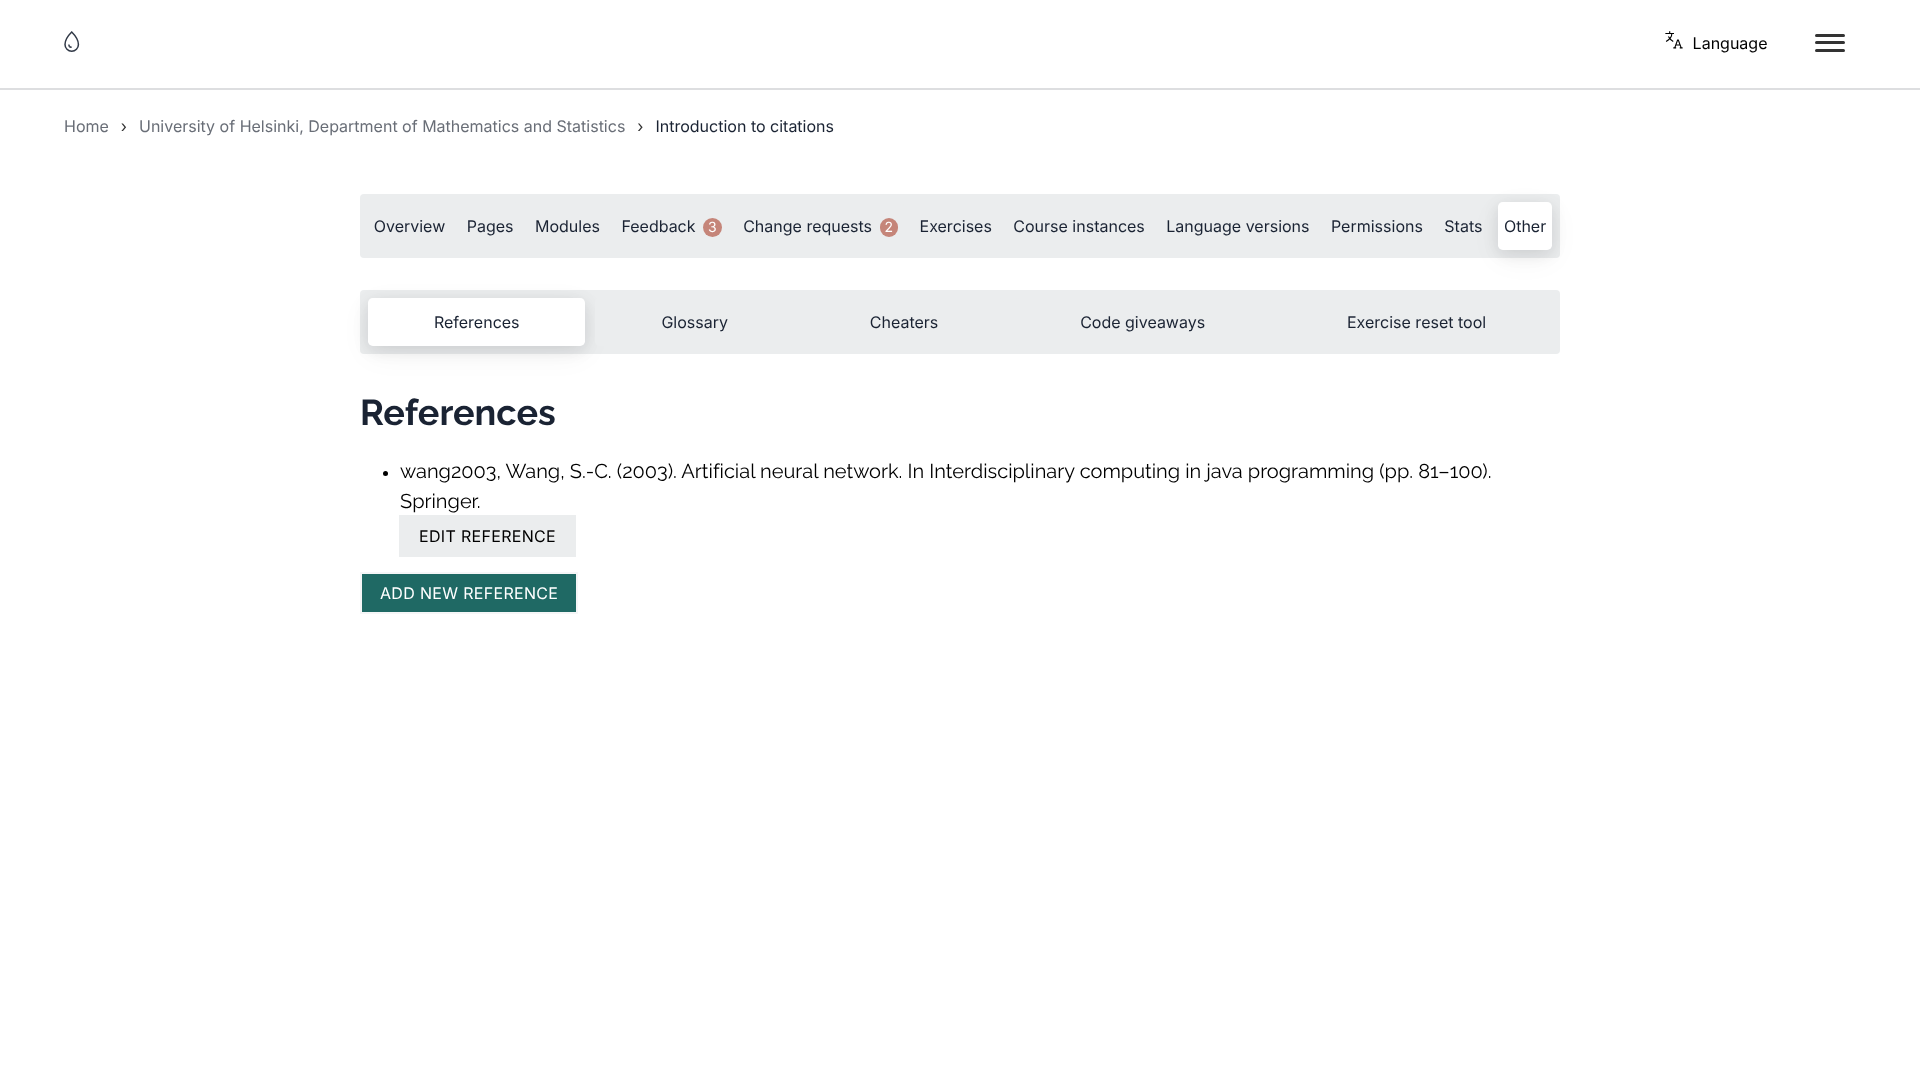 Language
Home › University of Helsinki, Department of Mathematics and Statistics › Introduction to citations
Overview Pages Modules Feedback 3 Change requests 2 Exercises Course instances Language versions Permissions Stats Other
References Glossary Cheaters Code giveaways Exercise reset tool
References
• wang2003, Wang, S.-C. (2003). Artificial neural network. In Interdisciplinary computing in java programming (pp. 81–100).
Springer.
EDIT REFERENCE
ADD NEW REFERENCE